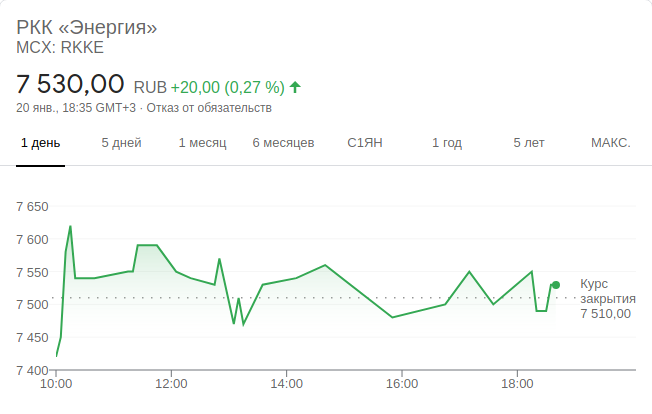 РКК «Энергия»
MCX: RKKE
7 530,00 RUB +20,00 (0,27 %)
20 янв., 18:35 GMT+3 · Отказ от обязательств
1 день 5 дней 1 месяц 6 месяцев С1ЯН 1 год 5 лет МАКС.
7 650
7 600
7 550
7 500
7 450
7 400
Курс
закрытия
7 510,00
10:00 12:00 14:00 16:00 18:00